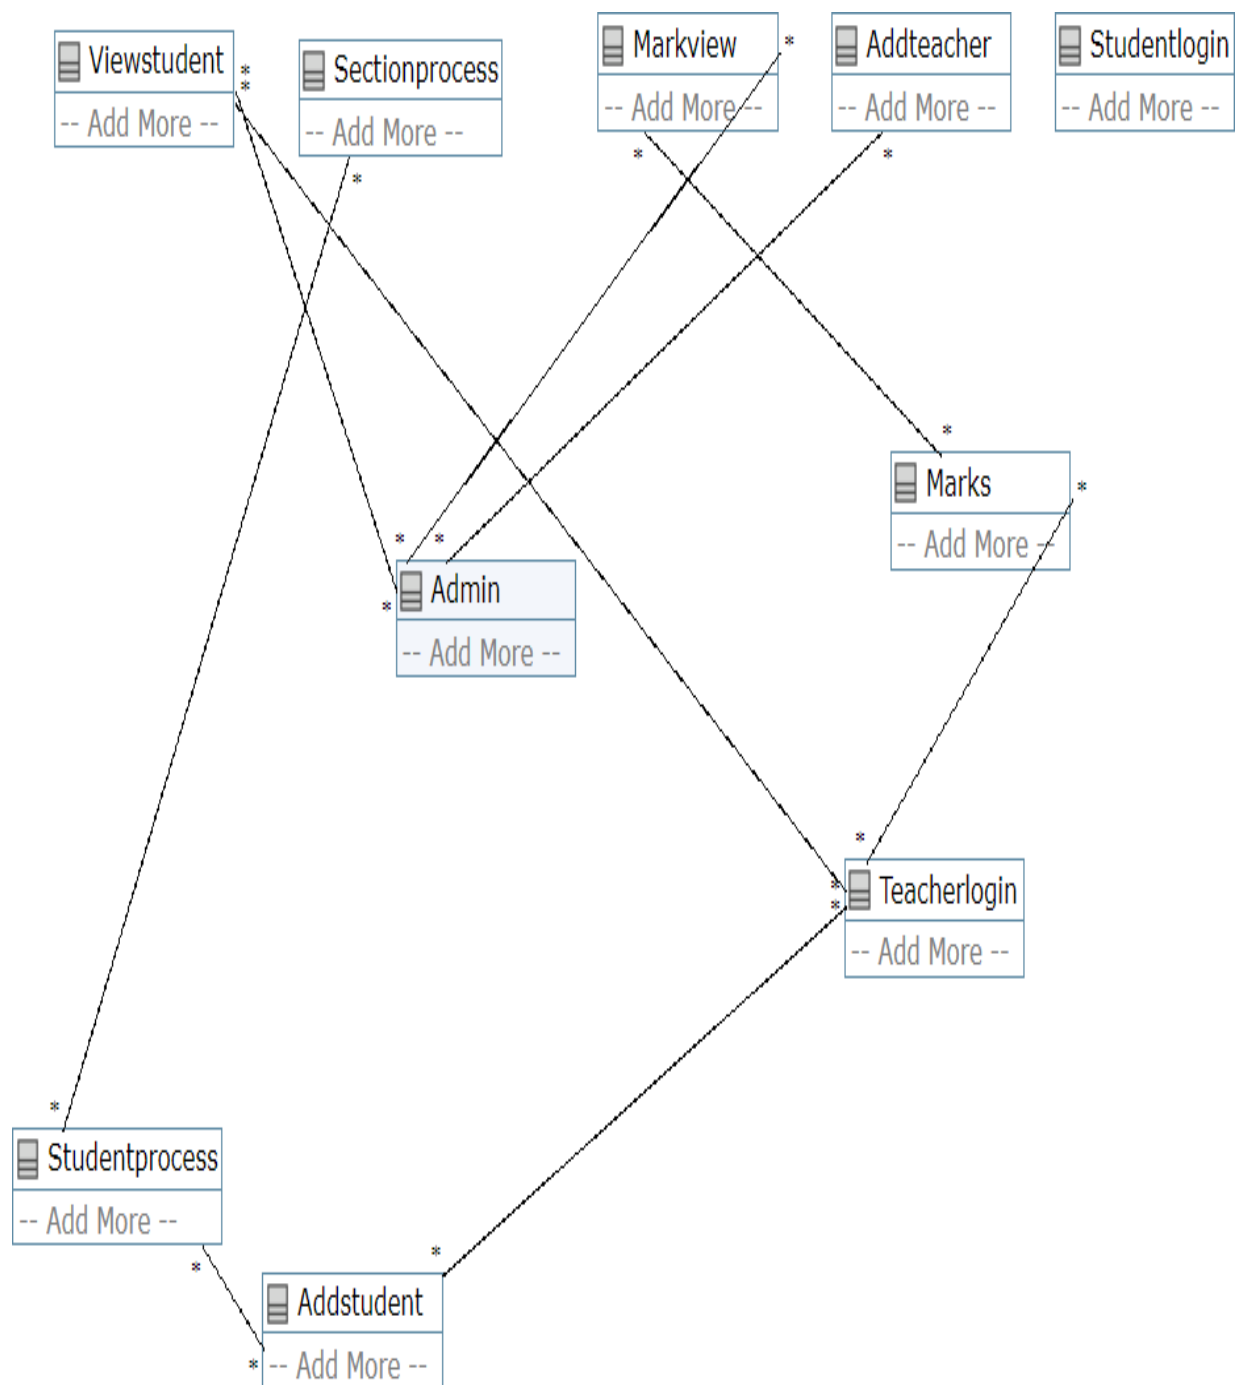 Viewstudent
-- Add More --
*
*
Sectionprocess
-- Add More --
*
Markview
-- Add More --
*
*
Addteacher
-- Add More --
*
Studentlogin
-- Add More --
*
Marks
-- Add More --
*
*
*
*
Admin
-- Add More --
*
*
*
Teacherlogin
-- Add More --
*
Studentprocess
-- Add More --
*
*
Addstudent
-- Add More --
*